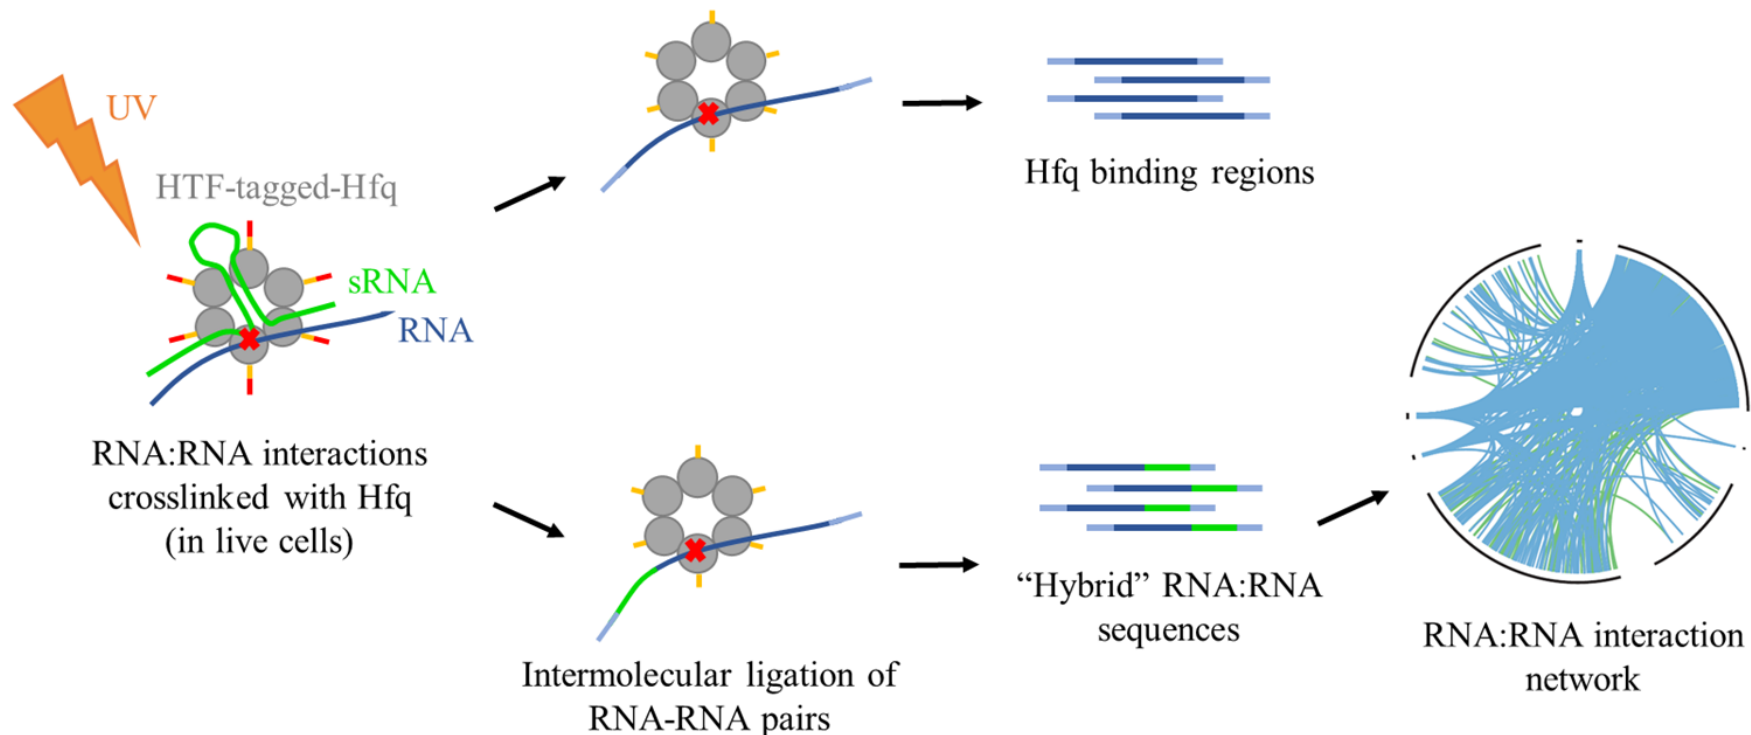 UV
HTF-tagged-Hfq
sRNA
RNA
RNA:RNA interactions
crosslinked with Hfq
(in live cells)
Hfq binding regions
Intermolecular ligation of
RNA-RNA pairs
“Hybrid” RNA:RNA
sequences
RNA:RNA interaction
network